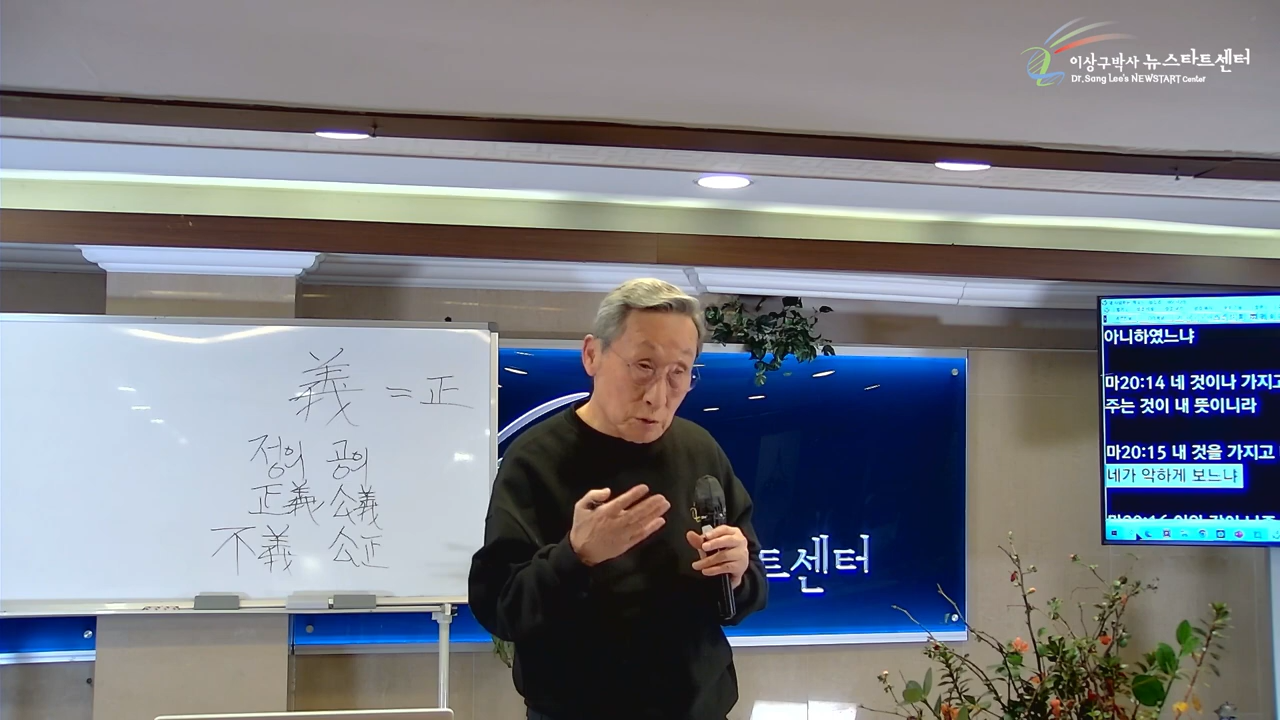 이상구박사 뉴스타트센터
Dr. Sang Lee's NEWSTART Center
義 = 正
정의 공의
正義 公義
不義 公正
트센터
아니하였느냐
마20:14 네 것이나 가지고
주는 것이 내 뜻이니라
마20:15 내 것을 가지고
네가 악하게 보느냐